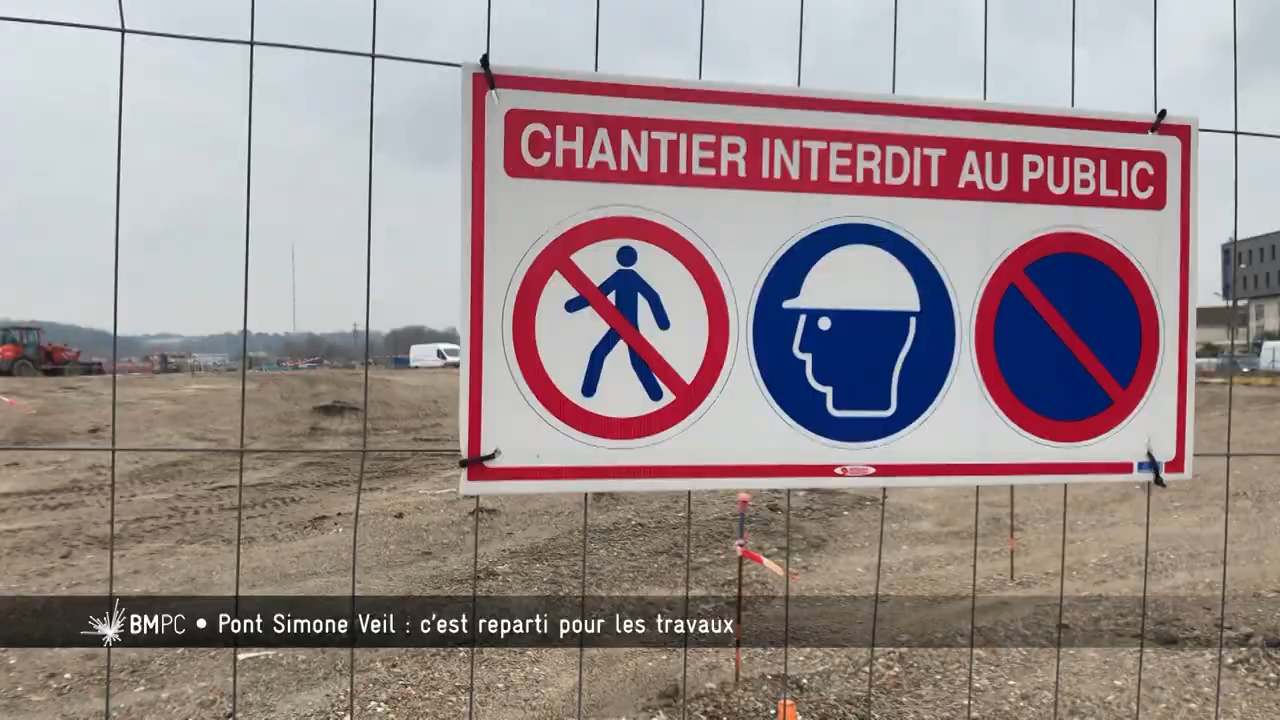 CHANTIER INTERDIT AU PUBLIC
BMPC • Pont Simone Veil : c'est reparti pour les travaux